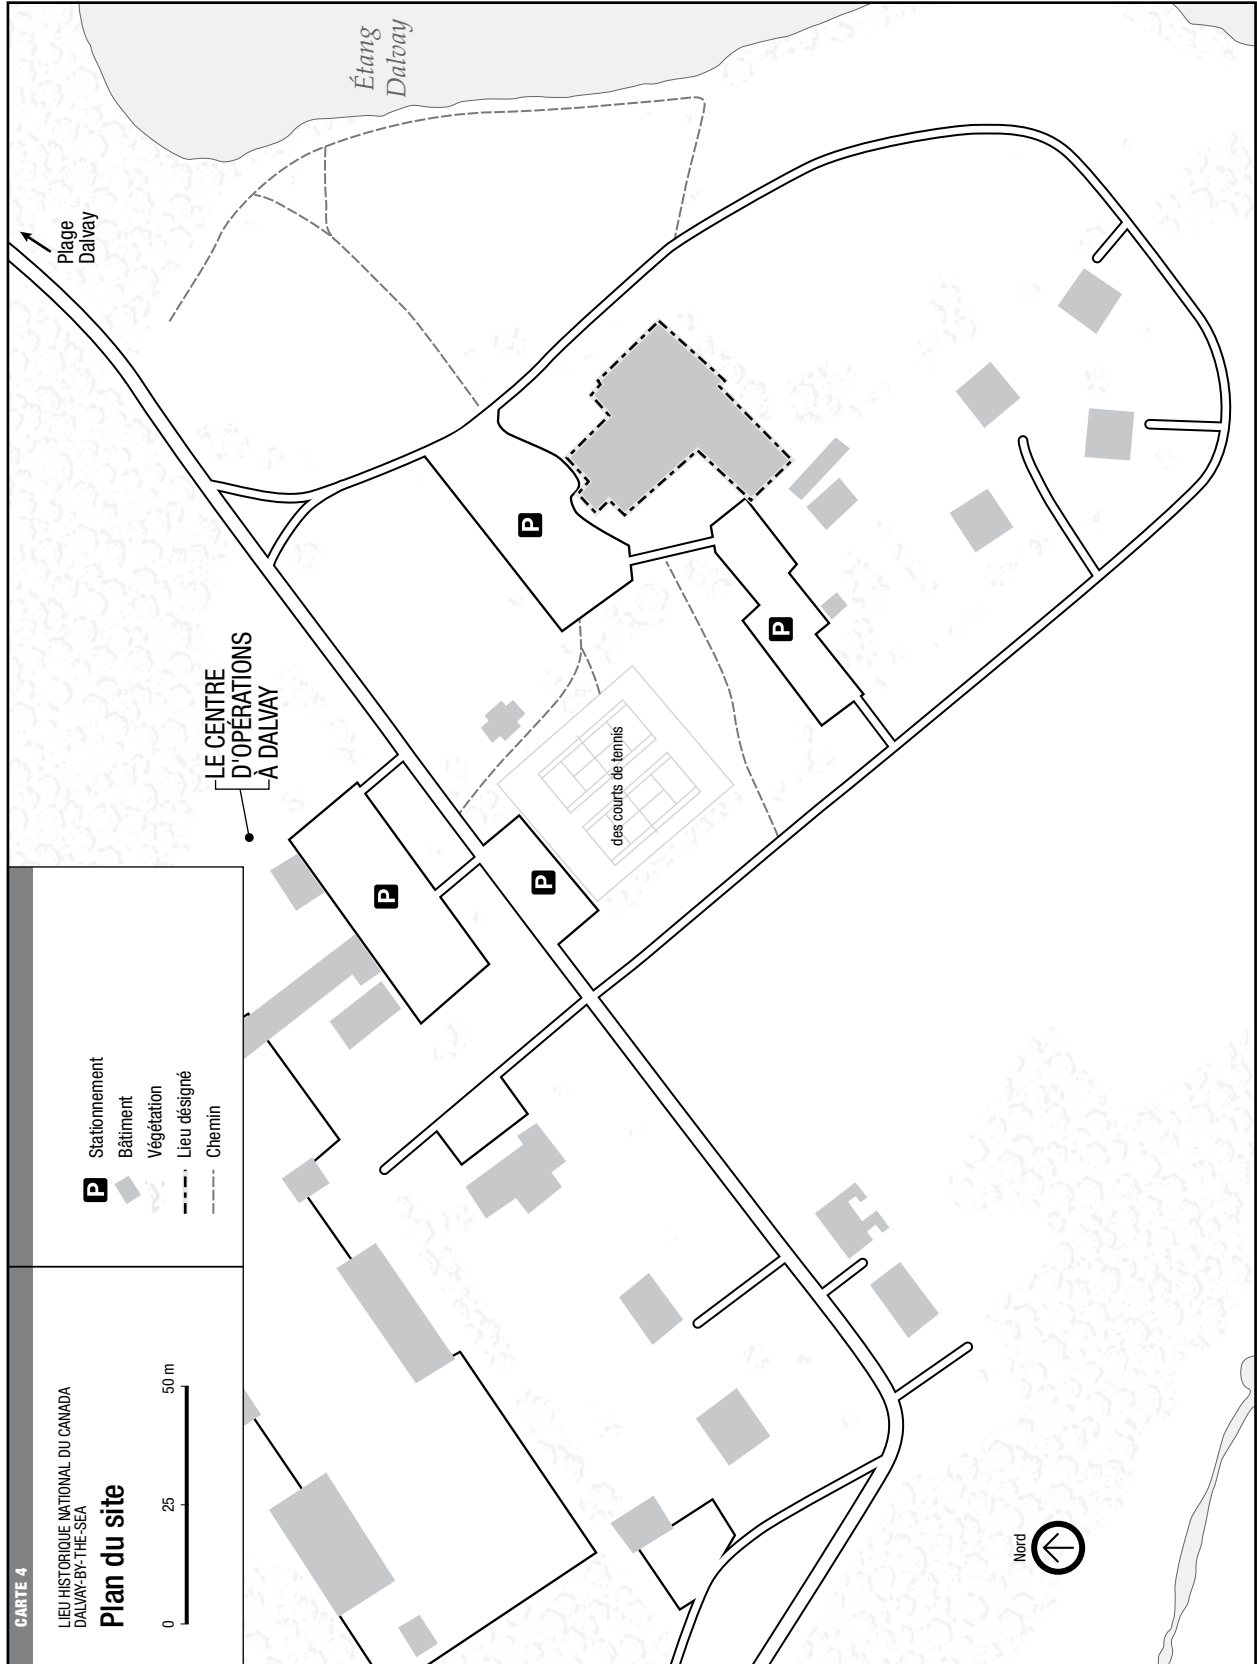 CARTE 4
LIEU HISTORIQUE NATIONAL DU CANADA
DALVAY-BY-THE-SEA
Plan du site
0 25 50 m
P Stationnement
Bâtiment
Végétation
Lieu désigné
Chemin
LE CENTRE
D'OPÉRATIONS
À DALVAY
Plage
Dalvay
Étang
Dalvay
P
P
P
P
des courts de tennis
Nord